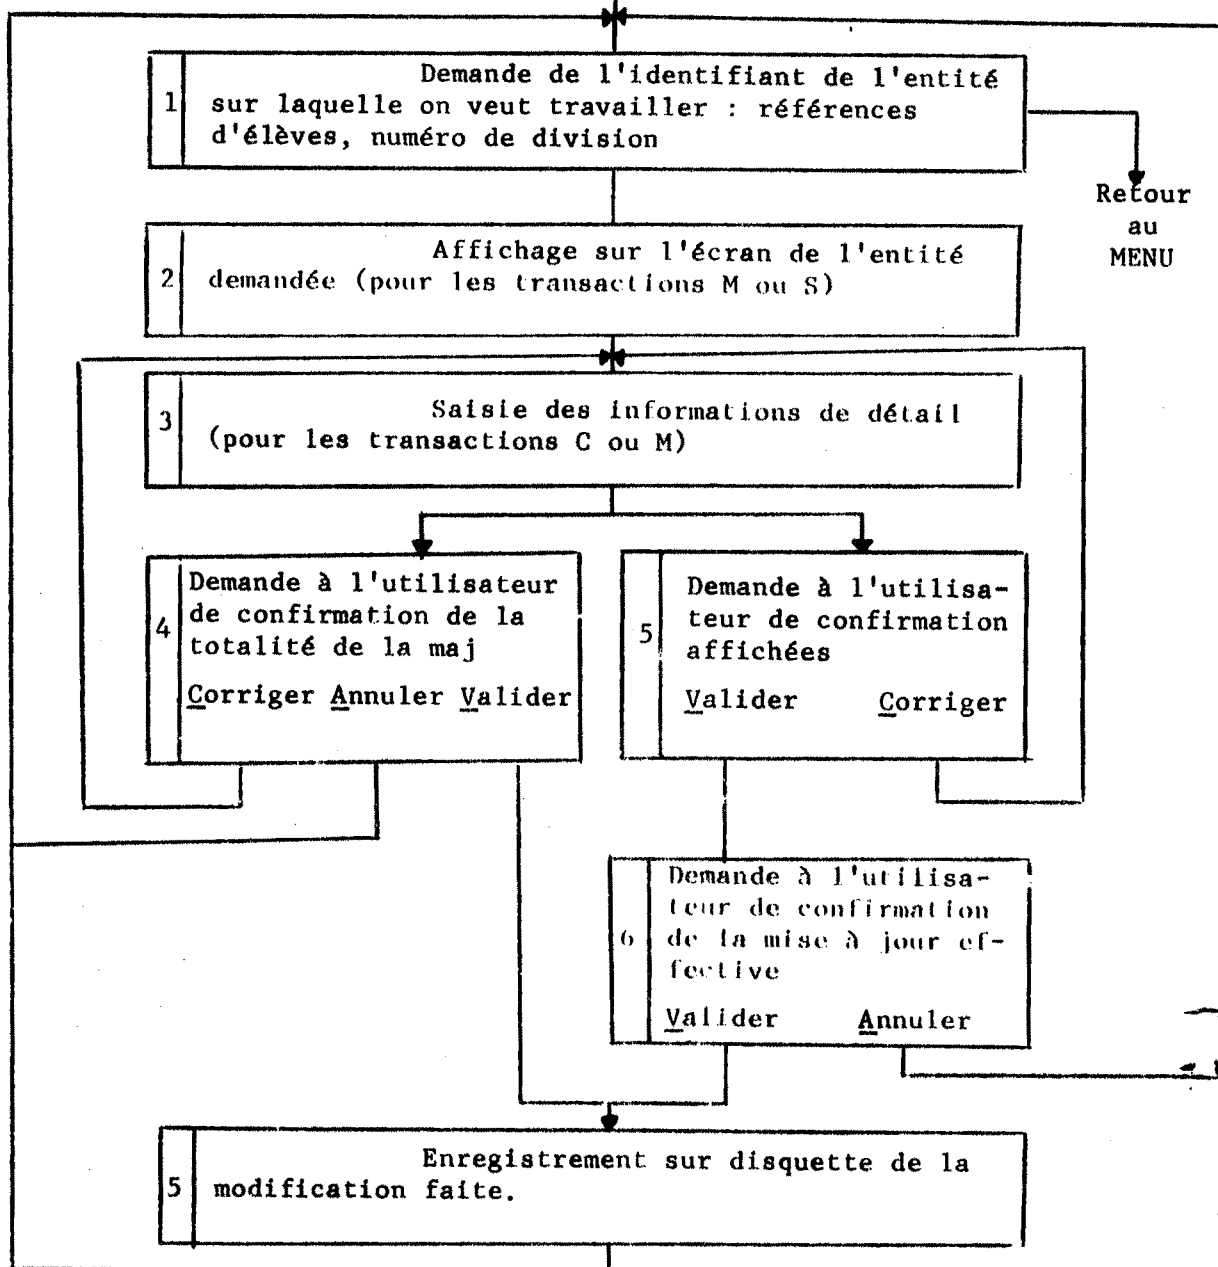 1
Demande de l'identifiant de l'entité
sur laquelle on veut travailler : références
d'élèves, numéro de division
Retour
au
MENU
2
Affichage sur l'écran de l'entité
demandée (pour les transactions M ou S)
3
Saisie des informations de détail
(pour les transactions C ou M)
4
Demande à l'utilisateur
de confirmation de la
totalité de la maj
Corriger Annuler Valider
5
Demande à l'utilisa-
teur de confirmation
affichées
Valider Corriger
6
Demande à l'utilisa-
teur de confirmation
de la mise à jour ef-
fective
Valider Annuler
5
Enregistrement sur disquette de la
modification faite.